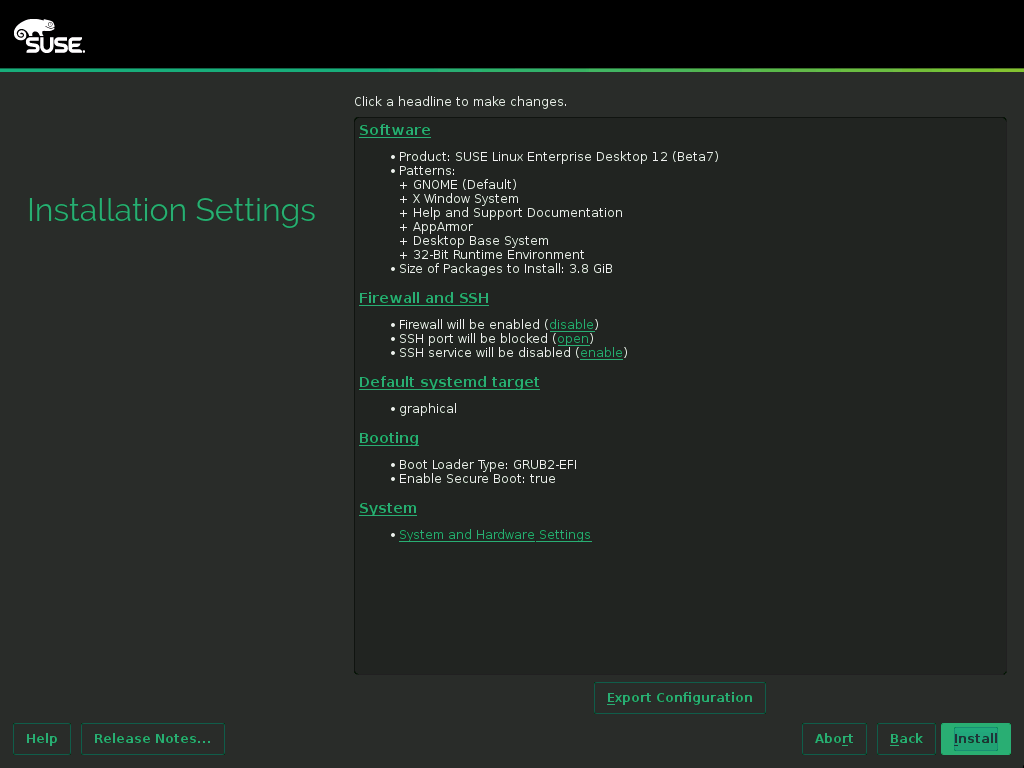 SUSE
Click a headline to make changes.
Installation Settings
Software
• Product: SUSE Linux Enterprise Desktop 12 (Beta7)
• Patterns:
+ GNOME (Default)
+ X Window System
+ Help and Support Documentation
+ AppArmor
+ Desktop Base System
+ 32-Bit Runtime Environment
• Size of Packages to Install: 3.8 GiB
Firewall and SSH
• Firewall will be enabled (disable)
• SSH port will be blocked (open)
• SSH service will be disabled (enable)
Default systemd target
• graphical
Booting
• Boot Loader Type: GRUB2-EFI
• Enable Secure Boot: true
System
• System and Hardware Settings
Export Configuration
Help Release Notes... Abort Back Install